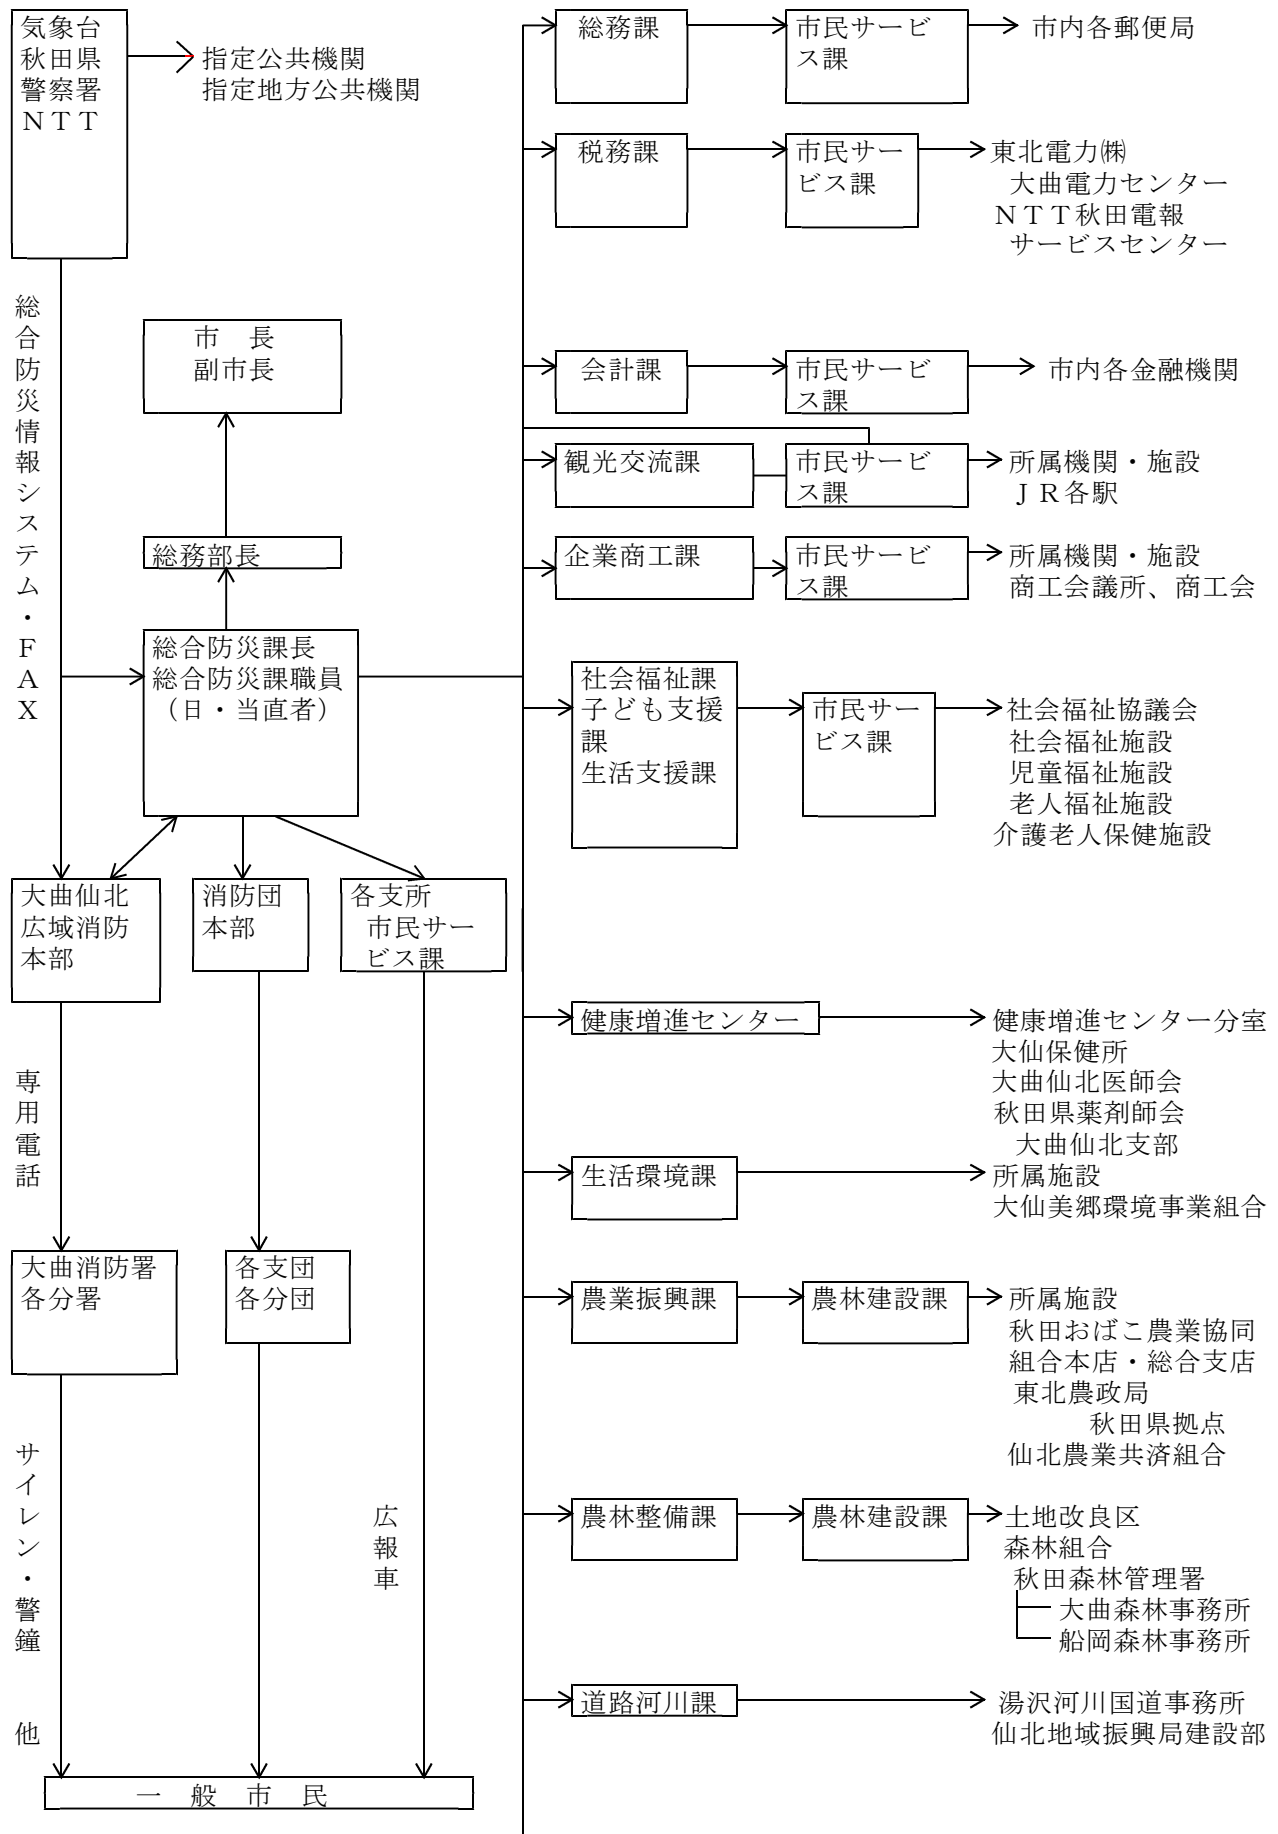 気象台
秋田県
警察署
ＮＴＴ
指定公共機関
指定地方公共機関
総合防災情報システム・ＦＡＸ
市　長
副市長
総務部長
総合防災課長
総合防災課職員
（日・当直者）
大曲仙北
広域消防
本部
消防団
本部
各支所
市民サー
ビス課
専用電話
大曲消防署
各分署
各支団
各分団
サイレン・警鐘　他
広報車
一　般　市　民
総務課
市民サービ
ス課
市内各郵便局
税務課
市民サー
ビス課
東北電力㈱
大曲電力センター
ＮＴＴ秋田電報
サービスセンター
会計課
市民サービ
ス課
市内各金融機関
観光交流課
市民サービ
ス課
所属機関・施設
ＪＲ各駅
企業商工課
市民サービ
ス課
所属機関・施設
商工会議所、商工会
社会福祉課
子ども支援
課
生活支援課
市民サー
ビス課
社会福祉協議会
社会福祉施設
児童福祉施設
老人福祉施設
介護老人保健施設
健康増進センター
健康増進センター分室
大仙保健所
大曲仙北医師会
秋田県薬剤師会
大曲仙北支部
生活環境課
所属施設
大仙美郷環境事業組合
農業振興課
農林建設課
所属施設
秋田おばこ農業協同
組合本店・総合支店
東北農政局
秋田県拠点
仙北農業共済組合
農林整備課
農林建設課
土地改良区
森林組合
秋田森林管理署
大曲森林事務所
船岡森林事務所
道路河川課
湯沢河川国道事務所
仙北地域振興局建設部